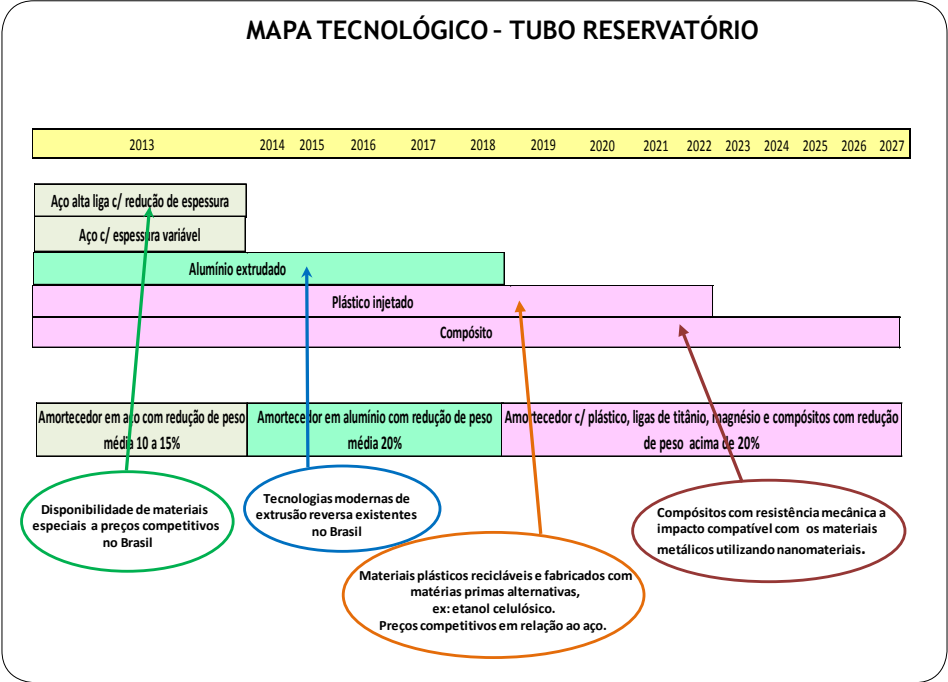 MAPA TECNOLÓGICO – TUBO RESERVATÓRIO
2013 2014 2015 2016 2017 2018 2019 2020 2021 2022 2023 2024 2025 2026 2027
Aço alta liga c/ redução de espessura
Aço c/ espessura variável
Alumínio extrudado
Plástico injetado
Compósito
Amortecedor em aço com redução de peso
média 10 a 15%
Amortecedor em alumínio com redução de peso
média 20%
Amortecedor c/ plástico, ligas de titânio, magnésio e compósitos com redução
de peso acima de 20%
Disponibilidade de materiais
especiais a preços competitivos
no Brasil
Tecnologias modernas de
extrusão reversa existentes
no Brasil
Materiais plásticos recicláveis e fabricados com
matérias primas alternativas,
ex: etanol celulósico.
Preços competitivos em relação ao aço.
Compósitos com resistência mecânica a
impacto compatível com os materiais
metálicos utilizando nanomateriais.